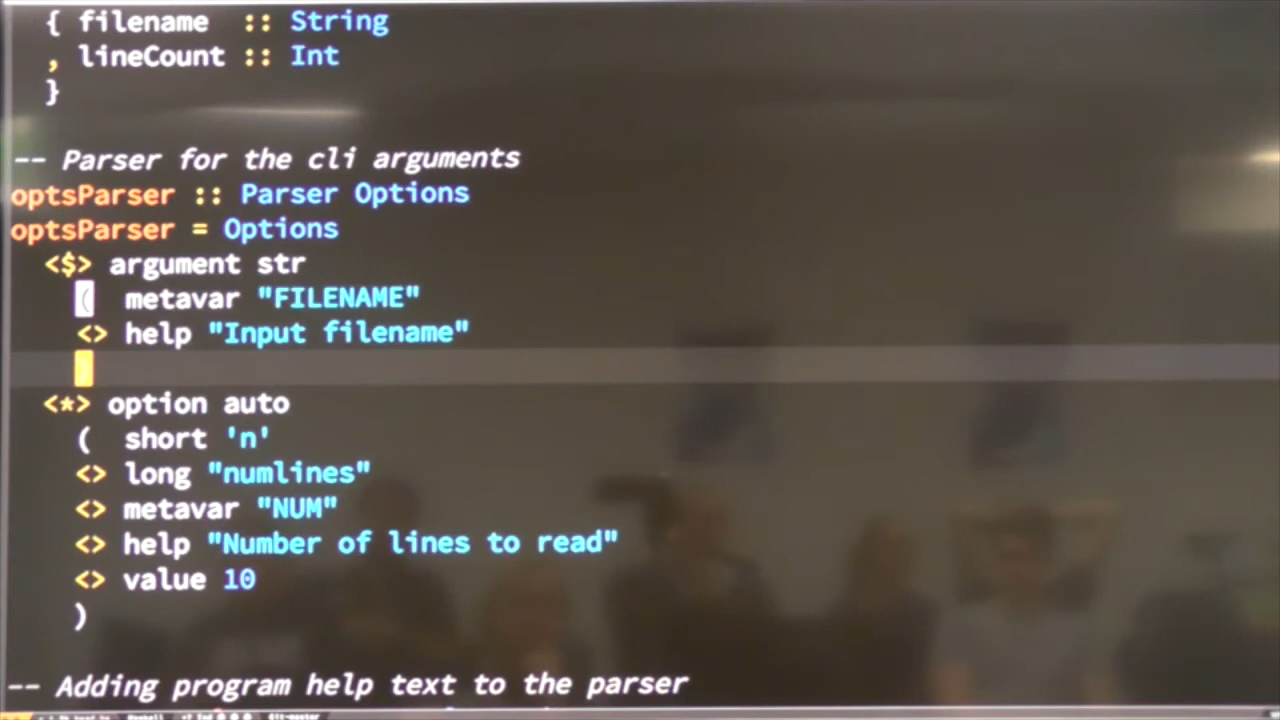 { filename :: String
, lineCount :: Int
}
-- Parser for the cli arguments
optsParser :: Parser Options
optsParser = Options
<$> argument str
( metavar "FILENAME"
<> help "Input filename"
<*> option auto
( short 'n'
<> long "numlines"
<> metavar "NUM"
<> help "Number of lines to read"
<> value 10
)
-- Adding program help text to the parser